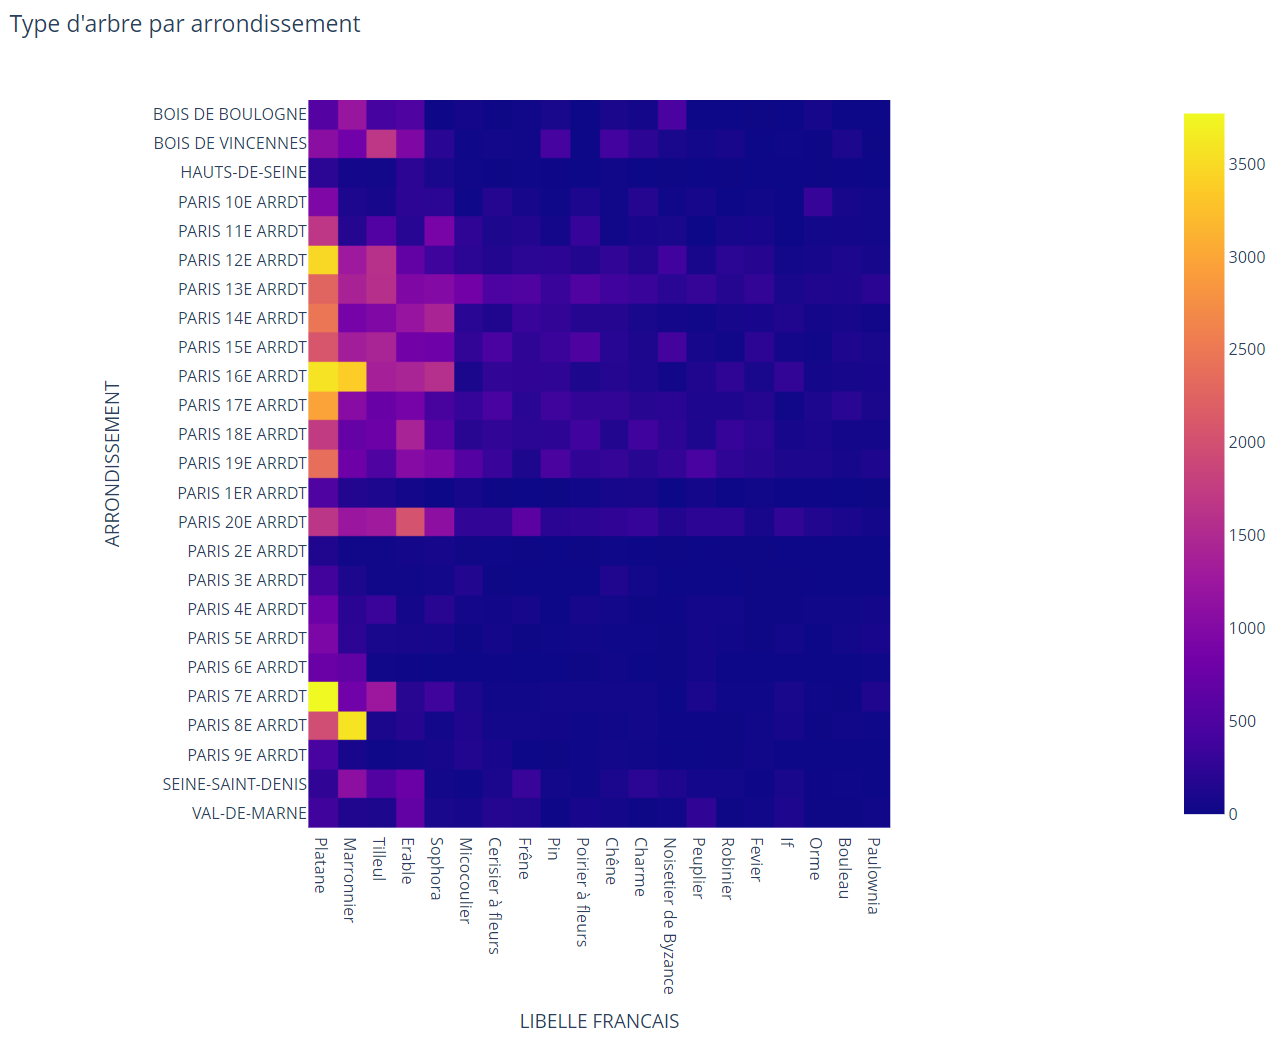 Type d'arbre par arrondissement
BOIS DE BOULOGNE
BOIS DE VINCENNES
HAUTS-DE-SEINE
PARIS 10E ARRDT
PARIS 11E ARRDT
PARIS 12E ARRDT
PARIS 13E ARRDT
PARIS 14E ARRDT
PARIS 15E ARRDT
PARIS 16E ARRDT
PARIS 17E ARRDT
PARIS 18E ARRDT
PARIS 19E ARRDT
PARIS 1ER ARRDT
PARIS 20E ARRDT
PARIS 2E ARRDT
PARIS 3E ARRDT
PARIS 4E ARRDT
PARIS 5E ARRDT
PARIS 6E ARRDT
PARIS 7E ARRDT
PARIS 8E ARRDT
PARIS 9E ARRDT
SEINE-SAINT-DENIS
VAL-DE-MARNE
ARRONDISSEMENT
Platane
Marronnier
Tilleul
Erable
Sophora
Micocoulier
Cerisier à fleurs
Frêne
Pin
Poirier à fleurs
Chêne
Charme
Noisetier de Byzance
Peuplier
Robinier
Fevier
If
Orme
Bouleau
Paulownia
LIBELLE FRANCAIS
3500
3000
2500
2000
1500
1000
500
0